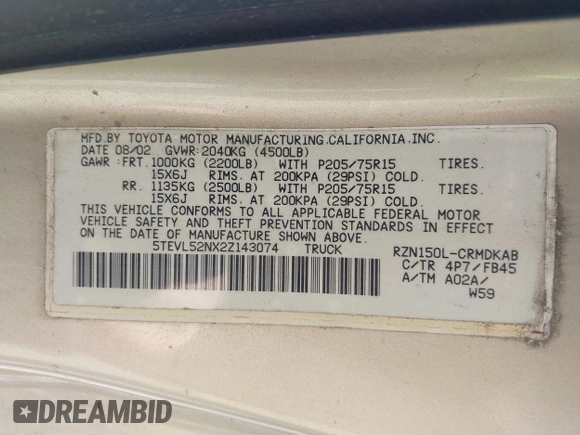 MFD.BY TOYOTA MOTOR MANUFACTURING.CALIFORNIA.INC.
DATE 08/02 GVWR:2040KG (4500LB)
GAWR:FRT.1000KG (2200LB) WITH P205/75R15 TIRES.
15X6J RIMS. AT 200KPA (29PSI) COLD.
RR. 1135KG (2500LB) WITH P205/75R15 TIRES.
15X6J RIMS. AT 200KPA (29PSI) COLD.
THIS VEHICLE CONFORMS TO ALL APPLICABLE FEDERAL MOTOR
VEHICLE SAFETY AND THEFT PREVENTION STANDARDS IN EFFECT
ON THE DATE OF MANUFACTURE SHOWN ABOVE.
5TEVL52NX2Z143074 TRUCK RZN150L-CRMDKAB
C/TR 4P7/FB45
A/TM A02A/
W59
DREAMBID